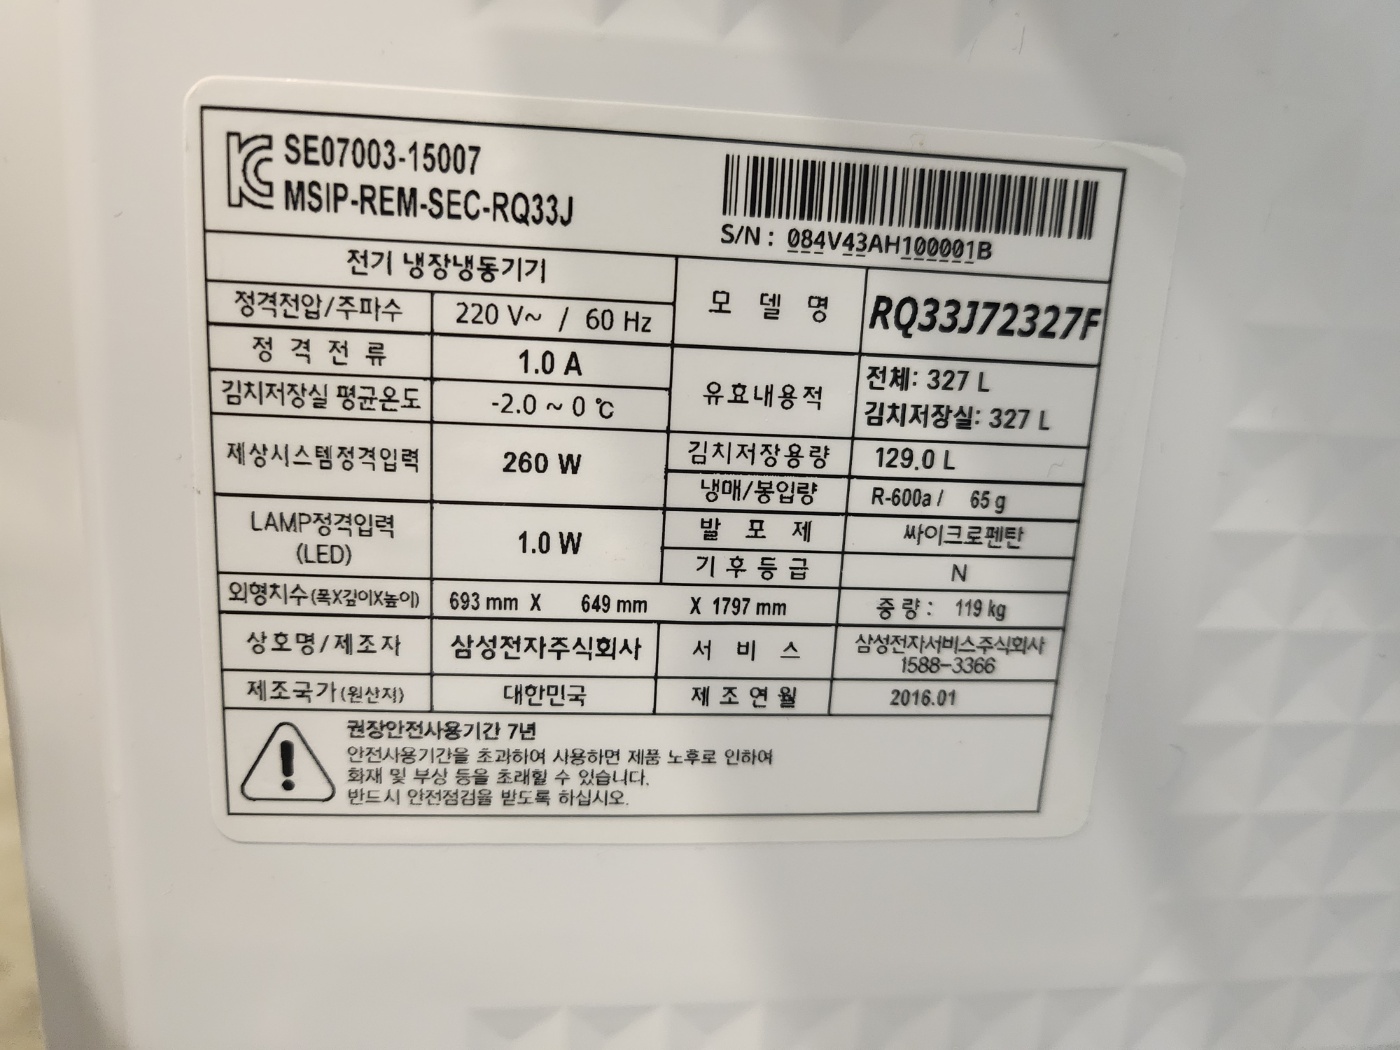 KC SE07003-15007
MSIP-REM-SEC-RQ33J
S/N : 084V43AH100001B
전기 냉장냉동기기
모 델 명 RQ33J72327F
정격전압/주파수 220 V~ / 60 Hz
정 격 전 류 1.0 A
유효내용적 전체: 327 L
김치저장실: 327 L
김치저장실 평균온도 -2.0 ~ 0 ℃
제상시스템정격입력 260 W
김치저장용량 129.0 L
냉매/봉입량 R-600a / 65 g
LAMP정격입력
(LED) 1.0 W
발 포 제 싸이크로펜탄
기후등급 N
외형치수(폭X깊이X높이) 693 mm X 649 mm X 1797 mm 중량 : 119 kg
상호명/제조자 삼성전자주식회사
서 비 스 삼성전자서비스주식회사
1588-3366
제조국가(원산지) 대한민국 제조연월 2016.01
권장안전사용기간 7년
안전사용기간을 초과하여 사용하면 제품 노후로 인하여
화재 및 부상 등을 초래할 수 있습니다.
반드시 안전점검을 받도록 하십시오.